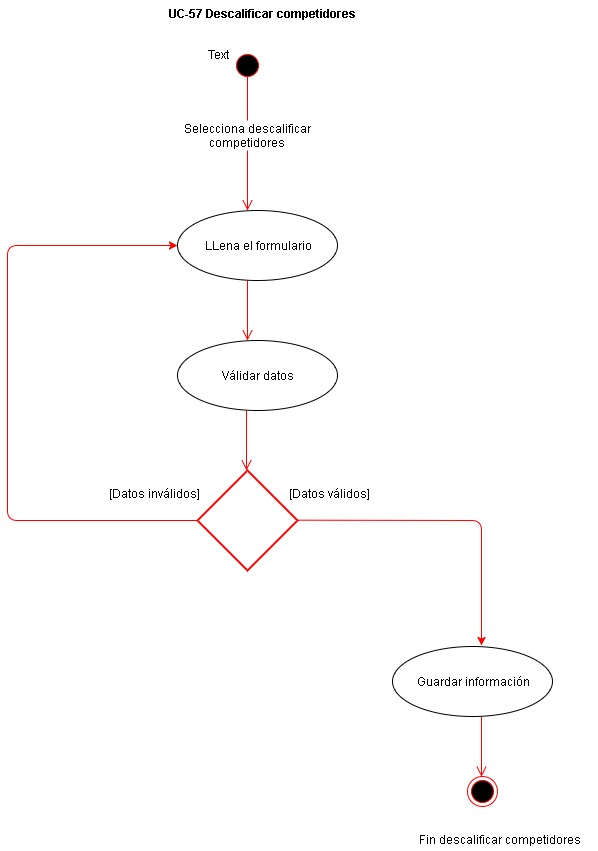 UC-57 Descalificar competidores
Text
Selecciona descalificar
competidores
LLena el formulario
Válidar datos
[Datos inválidos]
[Datos válidos]
Guardar información
Fin descalificar competidores